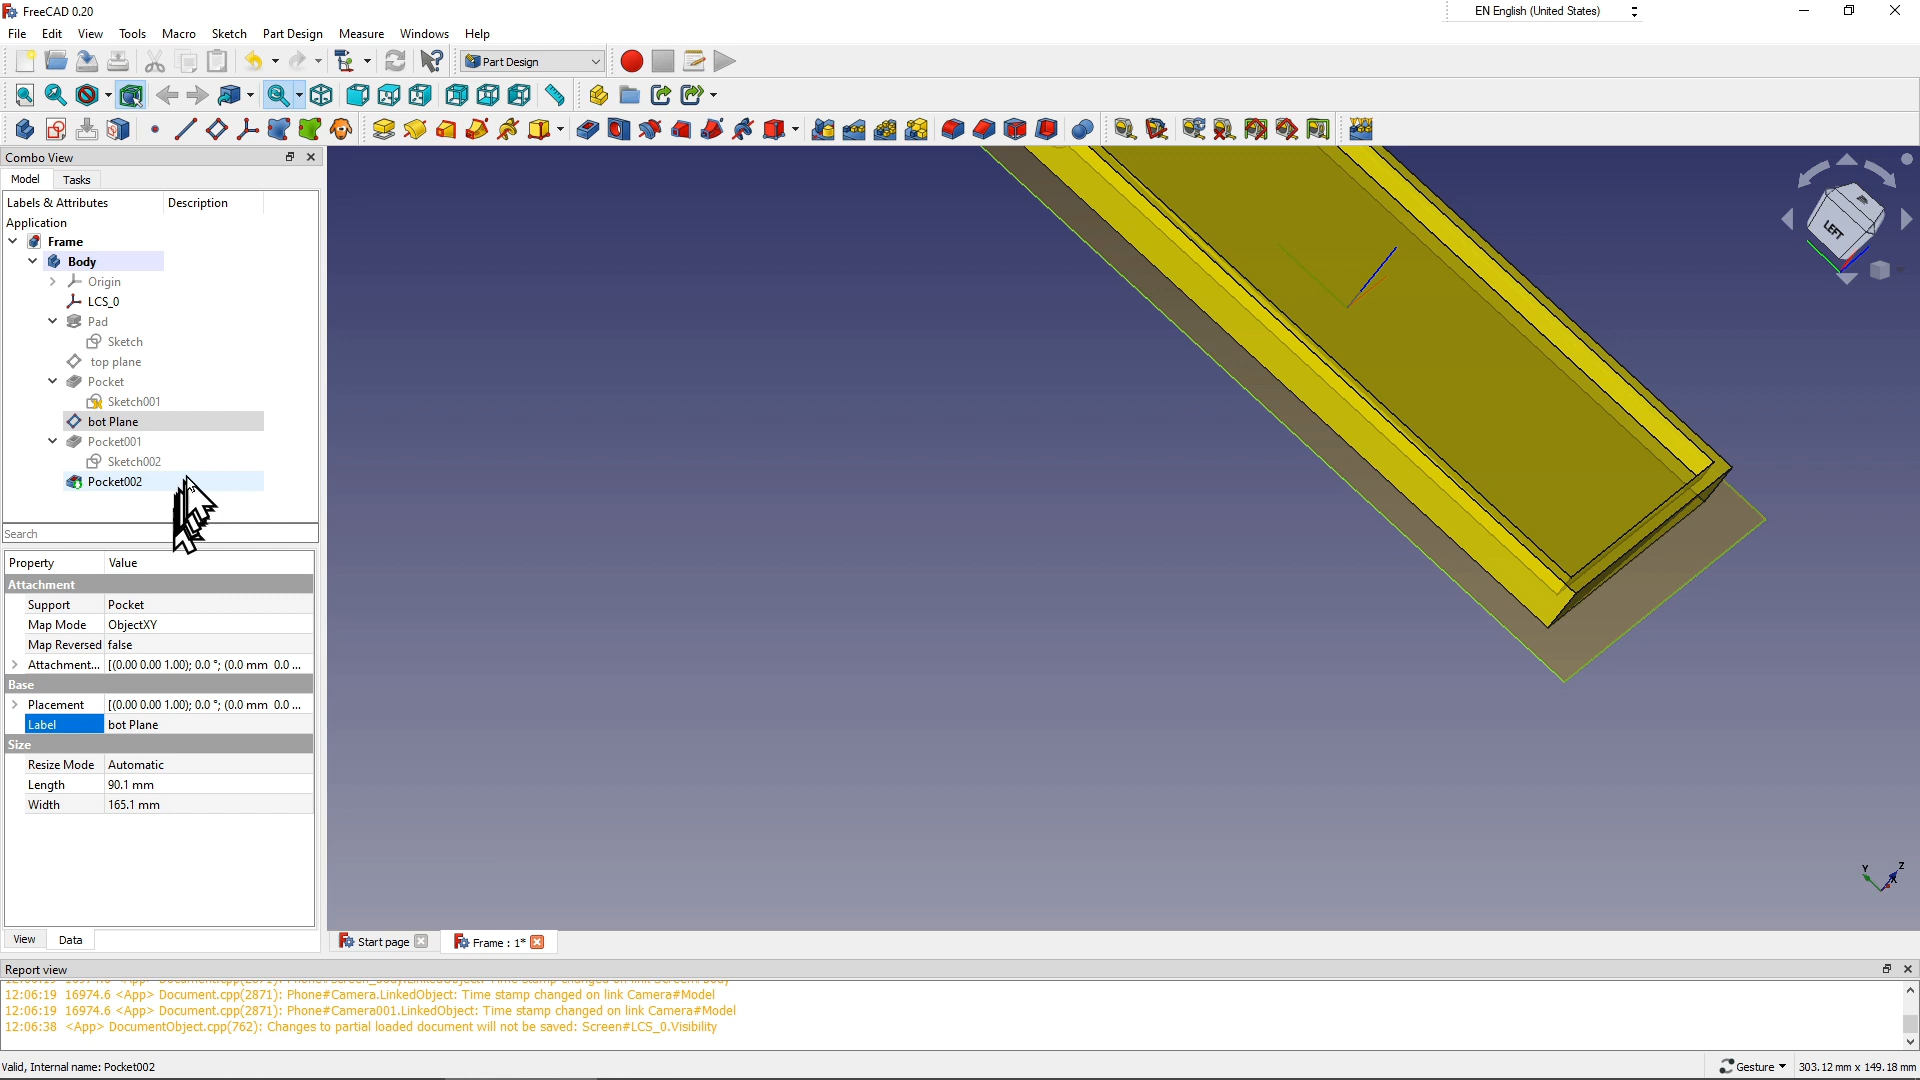 FreeCAD 0.20
EN English (United States)
File Edit View Tools Macro Sketch Part Design Measure Windows Help
Part Design
Combo View
Model Tasks
Labels & Attributes Description
Application
Frame
Body
Origin
LCS_0
Pad
Sketch
top plane
Pocket
Sketch001
bot Plane
Pocket001
Sketch002
Pocket002
Search
Property Value
Attachment
Support Pocket
Map Mode ObjectXY
Map Reversed false
Attachment... [(0.00 0.00 1.00); 0.0 °; (0.0 mm 0.0 ...
Base
Placement [(0.00 0.00 1.00); 0.0 °; (0.0 mm 0.0 ...
Label bot Plane
Size
Resize Mode Automatic
Length 90.1 mm
Width 165.1 mm
View Data
LEFT
Y Z X
Start page Frame : 1*
Report view
12:06:19 16974.6 <App> Document.cpp(2871): Phone#Camera.LinkedObject: Time stamp changed on link Camera#Model
12:06:19 16974.6 <App> Document.cpp(2871): Phone#Camera001.LinkedObject: Time stamp changed on link Camera#Model
12:06:38 <App> DocumentObject.cpp(762): Changes to partial loaded document will not be saved: Screen#LCS_0.Visibility
Valid, Internal name: Pocket002
Gesture 303.12 mm x 149.18 mm